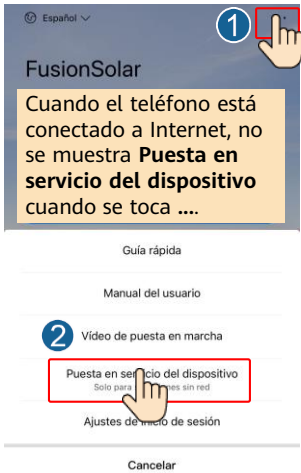 Español
1
FusionSolar
Cuando el teléfono está
conectado a Internet, no
se muestra Puesta en
servicio del dispositivo
cuando se toca ....
Guía rápida
Manual del usuario
2 Vídeo de puesta en marcha
Puesta en servicio del dispositivo
Solo para sin red
Ajustes de inicio de sesión
Cancelar